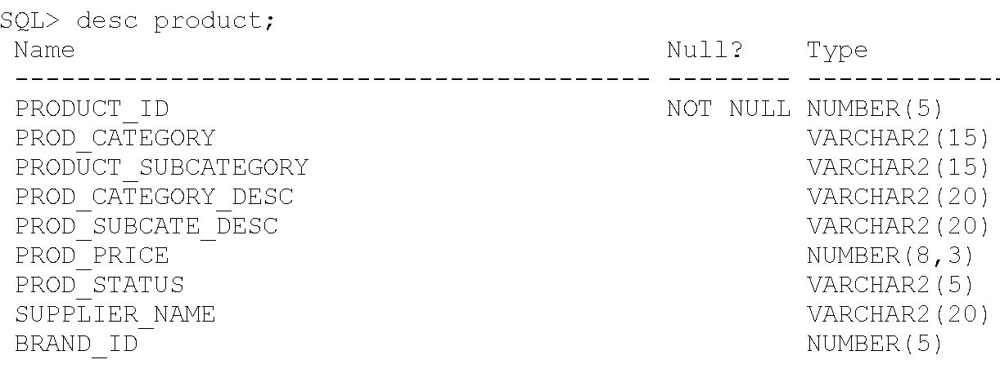 SQL> desc product;
Name Null? Type
----------------------------------------- -------- -------------
PRODUCT_ID NOT NULL NUMBER(5)
PROD_CATEGORY VARCHAR2(15)
PRODUCT_SUBCATEGORY VARCHAR2(15)
PROD_CATEGORY_DESC VARCHAR2(20)
PROD_SUBCATE_DESC VARCHAR2(20)
PROD_PRICE NUMBER(8,3)
PROD_STATUS VARCHAR2(5)
SUPPLIER_NAME VARCHAR2(20)
BRAND_ID NUMBER(5)